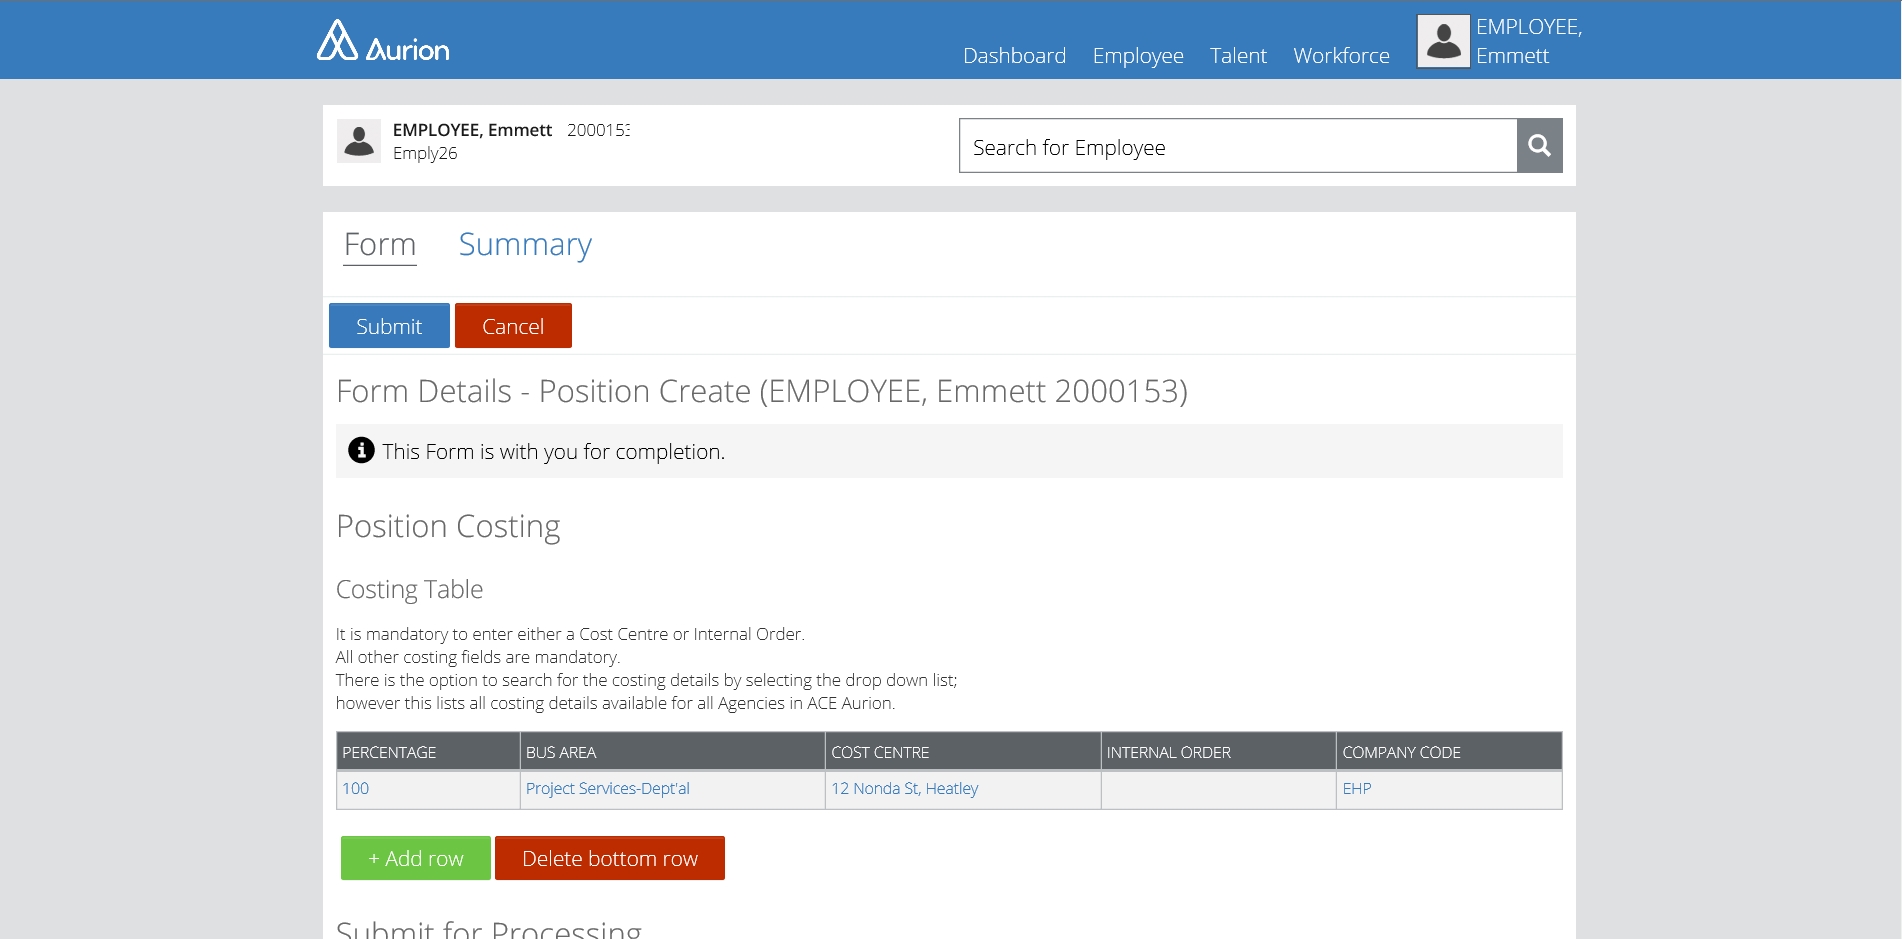 Aurion
Dashboard Employee Talent Workforce
EMPLOYEE,
Emmett
EMPLOYEE, Emmett 2000153
Emply26
Search for Employee
Form Summary
Submit Cancel
Form Details - Position Create (EMPLOYEE, Emmett 2000153)
This Form is with you for completion.
Position Costing
Costing Table
It is mandatory to enter either a Cost Centre or Internal Order.
All other costing fields are mandatory.
There is the option to search for the costing details by selecting the drop down list;
however this lists all costing details available for all Agencies in ACE Aurion.
PERCENTAGE BUS AREA COST CENTRE INTERNAL ORDER COMPANY CODE
100 Project Services-Dept'al 12 Nonda St, Heatley EHP
+ Add row Delete bottom row
Submit for Processing